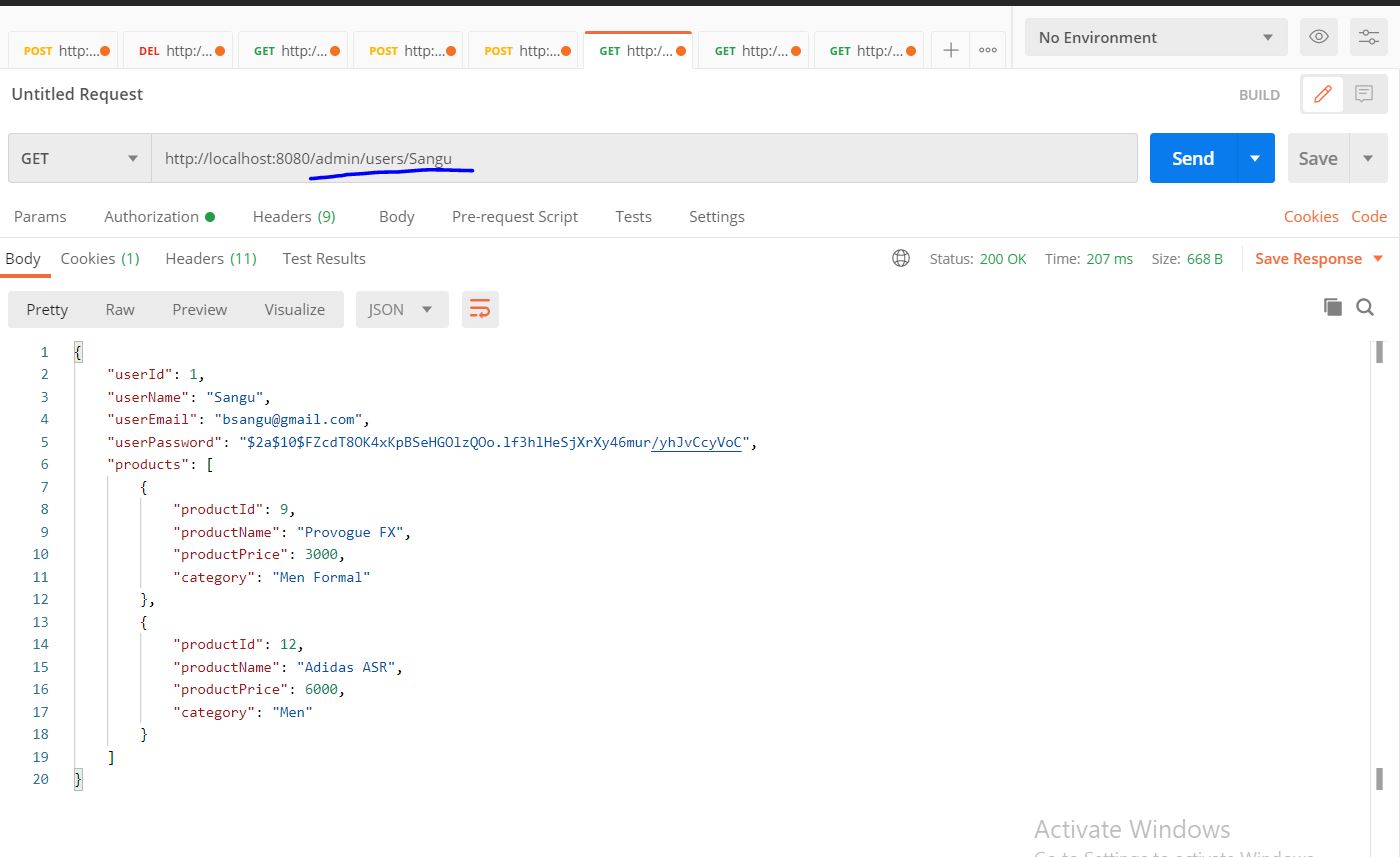 POST http:... DEL http:/... GET http:/... POST http:... POST http:... GET http:/... GET http:/... GET http:/... No Environment
Untitled Request BUILD
GET http://localhost:8080/admin/users/Sangu Send Save
Params Authorization Headers (9) Body Pre-request Script Tests Settings Cookies Code
Body Cookies (1) Headers (11) Test Results Status: 200 OK Time: 207 ms Size: 668 B Save Response
Pretty Raw Preview Visualize JSON
1 {
2 "userId": 1,
3 "userName": "Sangu",
4 "userEmail": "bsangu@gmail.com",
5 "userPassword": "$2a$10$FZcdT8OK4xKpBSeHGOlzQOo.lf3hlHeSjXrXy46mur/yhJvCcyVoC",
6 "products": [
7 {
8 "productId": 9,
9 "productName": "Provogue FX",
10 "productPrice": 3000,
11 "category": "Men Formal"
12 },
13 {
14 "productId": 12,
15 "productName": "Adidas ASR",
16 "productPrice": 6000,
17 "category": "Men"
18 }
19 ]
20 }
Activate Windows
Go to Settings to activate Windows.